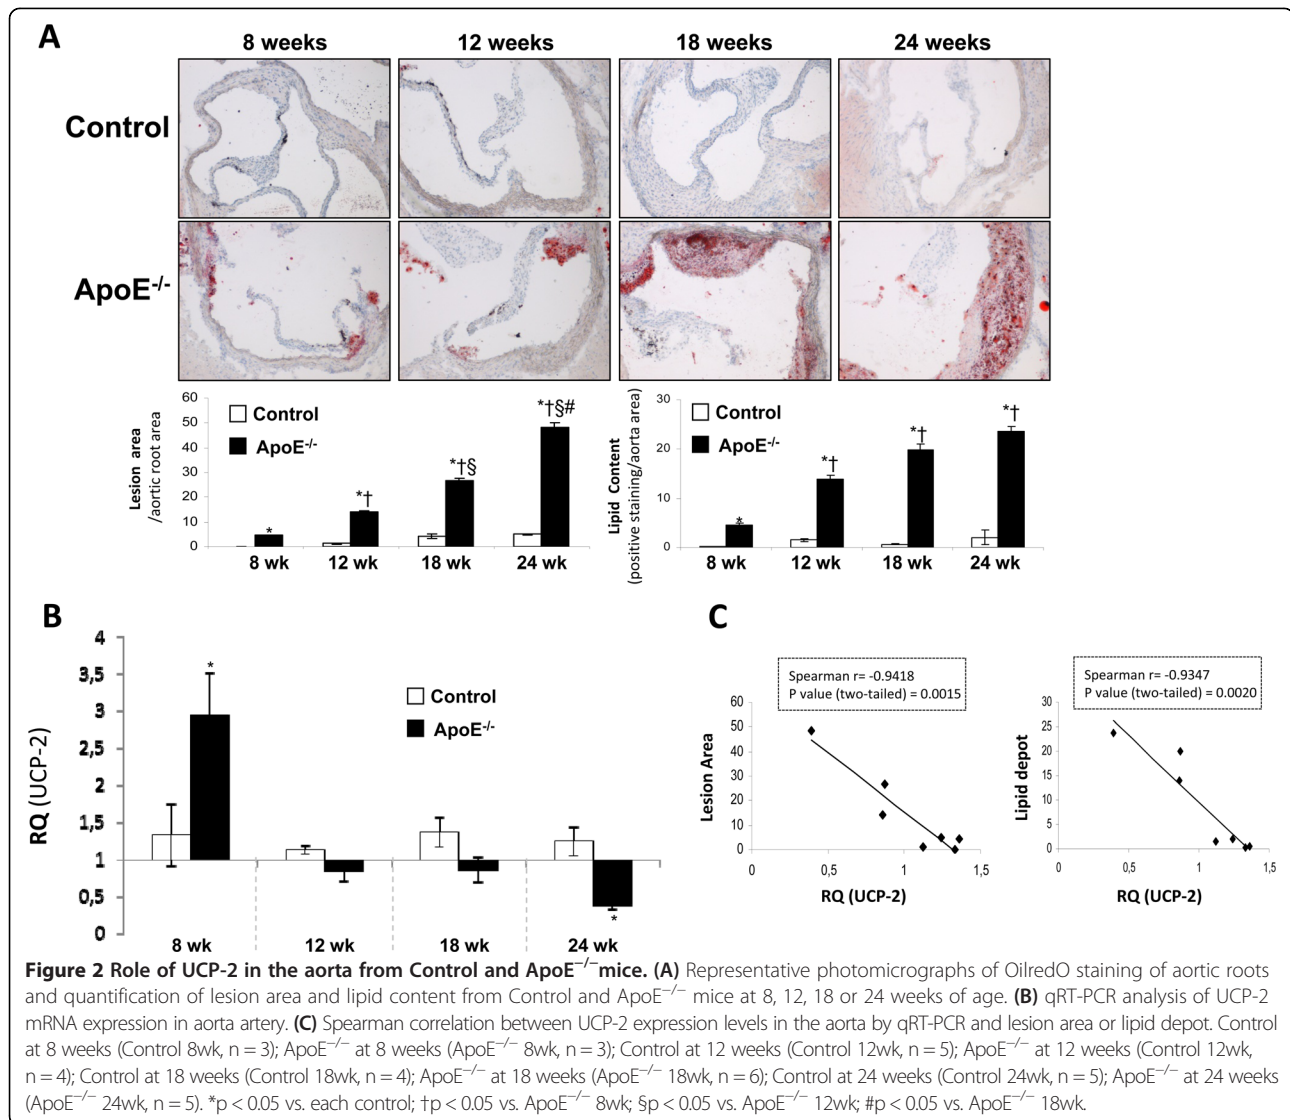 A
8 weeks 12 weeks 18 weeks 24 weeks
Control
ApoE-/-
Lesion area
/aortic root area
60
50
40
30
20
10
0
Control
ApoE-/-
*
*†
*†§
*†§#
8 wk 12 wk 18 wk 24 wk
Lipid Content
(positive staining/aorta area)
30
20
10
0
Control
ApoE-/-
*
*†
*†
*†
8 wk 12 wk 18 wk 24 wk
B
RQ (UCP-2)
4
3,5
3
2,5
2
1,5
1
0,5
0
*
Control
ApoE-/-
*
8 wk 12 wk 18 wk 24 wk
C
Spearman r= -0.9418
P value (two-tailed) = 0.0015
Lesion Area
60
50
40
30
20
10
0
0 0,5 1 1,5
RQ (UCP-2)
Spearman r= -0.9347
P value (two-tailed) = 0.0020
Lipid depot
30
25
20
15
10
5
0
0 0,5 1 1,5
RQ (UCP-2)
Figure 2 Role of UCP-2 in the aorta from Control and ApoE−/−mice. (A) Representative photomicrographs of OilredO staining of aortic roots
and quantification of lesion area and lipid content from Control and ApoE−/− mice at 8, 12, 18 or 24 weeks of age. (B) qRT-PCR analysis of UCP-2
mRNA expression in aorta artery. (C) Spearman correlation between UCP-2 expression levels in the aorta by qRT-PCR and lesion area or lipid depot. Control
at 8 weeks (Control 8wk, n = 3); ApoE−/− at 8 weeks (ApoE−/− 8wk, n = 3); Control at 12 weeks (Control 12wk, n = 5); ApoE−/− at 12 weeks (Control 12wk,
n = 4); Control at 18 weeks (Control 18wk, n = 4); ApoE−/− at 18 weeks (ApoE−/− 18wk, n = 6); Control at 24 weeks (Control 24wk, n = 5); ApoE−/− at 24 weeks
(ApoE−/− 24wk, n = 5). *p < 0.05 vs. each control; †p < 0.05 vs. ApoE−/− 8wk; §p < 0.05 vs. ApoE−/− 12wk; #p < 0.05 vs. ApoE−/− 18wk.